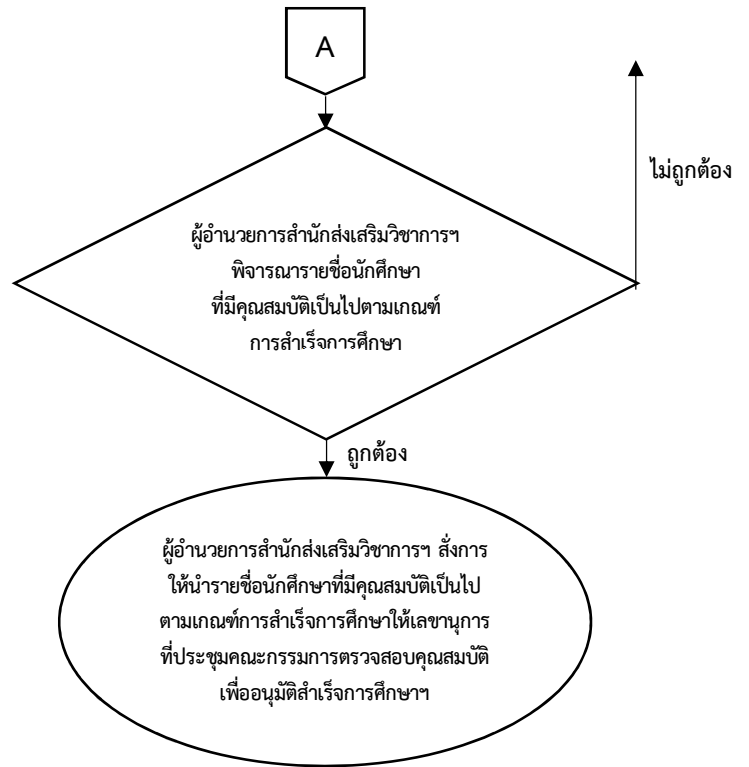 A
ไม่ถูกต้อง
ผู้อำนวยการสำนักส่งเสริมวิชาการฯ
พิจารณารายชื่อนักศึกษา
ที่มีคุณสมบัติเป็นไปตามเกณฑ์
การสำเร็จการศึกษา
ถูกต้อง
ผู้อำนวยการสำนักส่งเสริมวิชาการฯ สั่งการ
ให้นำรายชื่อนักศึกษาที่มีคุณสมบัติเป็นไป
ตามเกณฑ์การสำเร็จการศึกษาให้เลขานุการ
ที่ประชุมคณะกรรมการตรวจสอบคุณสมบัติ
เพื่ออนุมัติสำเร็จการศึกษาฯ